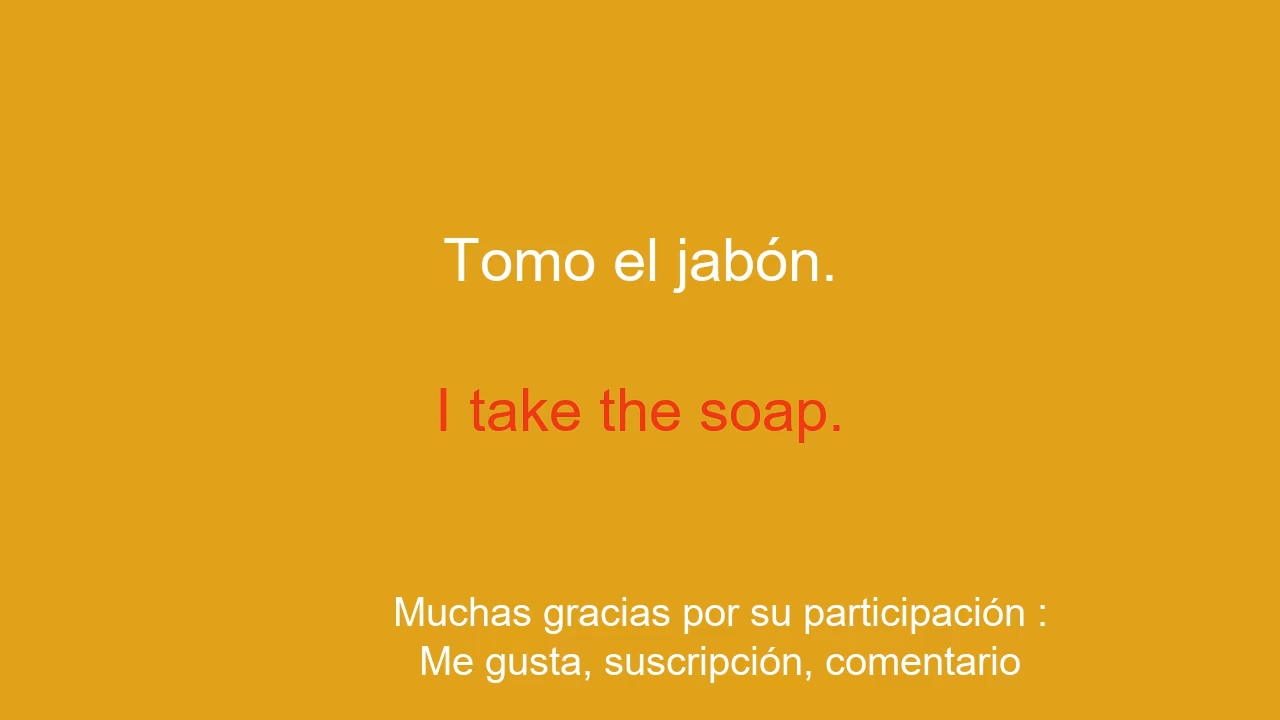 Tomo el jabón.
I take the soap.
Muchas gracias por su participación :
Me gusta, suscripción, comentario